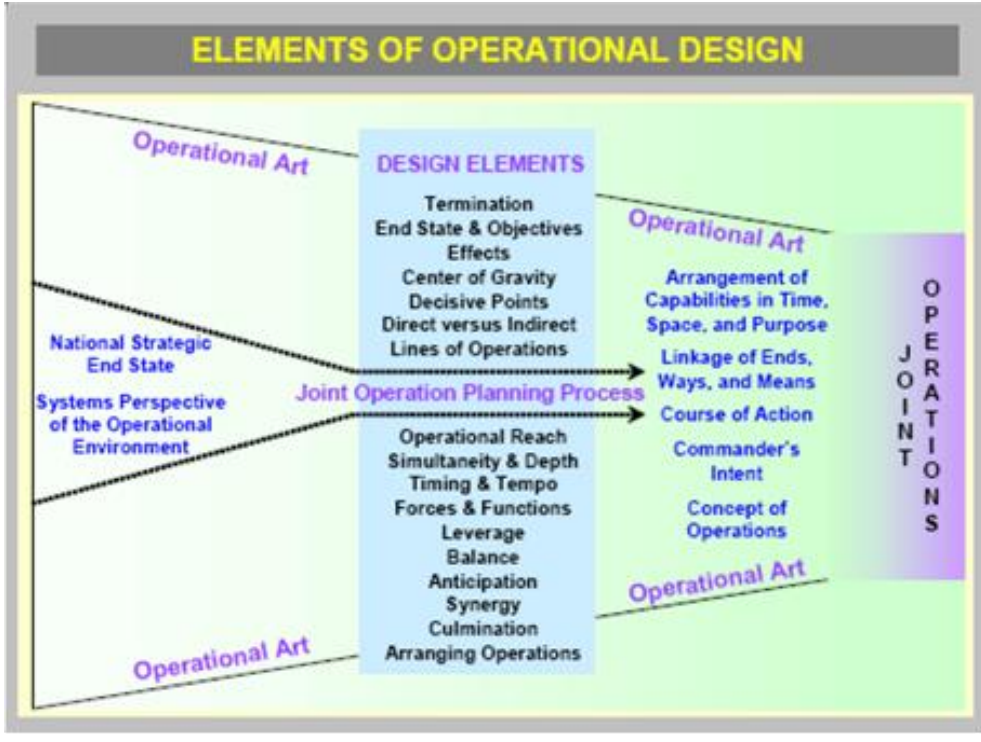 ELEMENTS OF OPERATIONAL DESIGN
Operational Art
National Strategic
End State
Systems Perspective
of the Operational
Environment
Operational Art
DESIGN ELEMENTS
Termination
End State & Objectives
Effects
Center of Gravity
Decisive Points
Direct versus Indirect
Lines of Operations
Joint Operation Planning Process
Operational Reach
Simultaneity & Depth
Timing & Tempo
Forces & Functions
Leverage
Balance
Anticipation
Synergy
Culmination
Arranging Operations
Operational Art
Arrangement of
Capabilities in Time,
Space, and Purpose
Linkage of Ends,
Ways, and Means
Course of Action
Commander's
Intent
Concept of
Operations
Operational Art
JOINT
OPERATIONS